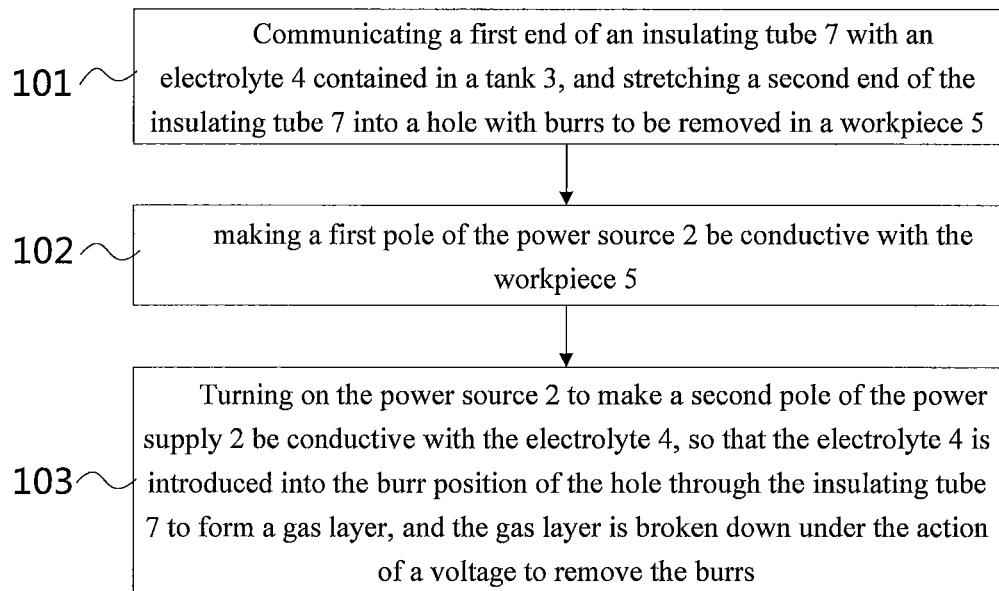 Communicating a first end of an insulating tube 7 with an
101
electrolyte 4 contained in a tank 3, and stretching a second end of the
insulating tube 7 into a hole with burrs to be removed in a workpiece 5
102
making a first pole of the power source 2 be conductive with the
workpiece 5
Turning on the power source 2 to make a second pole of the power
supply 2 be conductive with the electrolyte 4, so that the electrolyte 4 is
103
introduced into the burr position of the hole through the insulating tube
7 to form a gas layer, and the gas layer is broken down under the action
of a voltage to remove the burrs